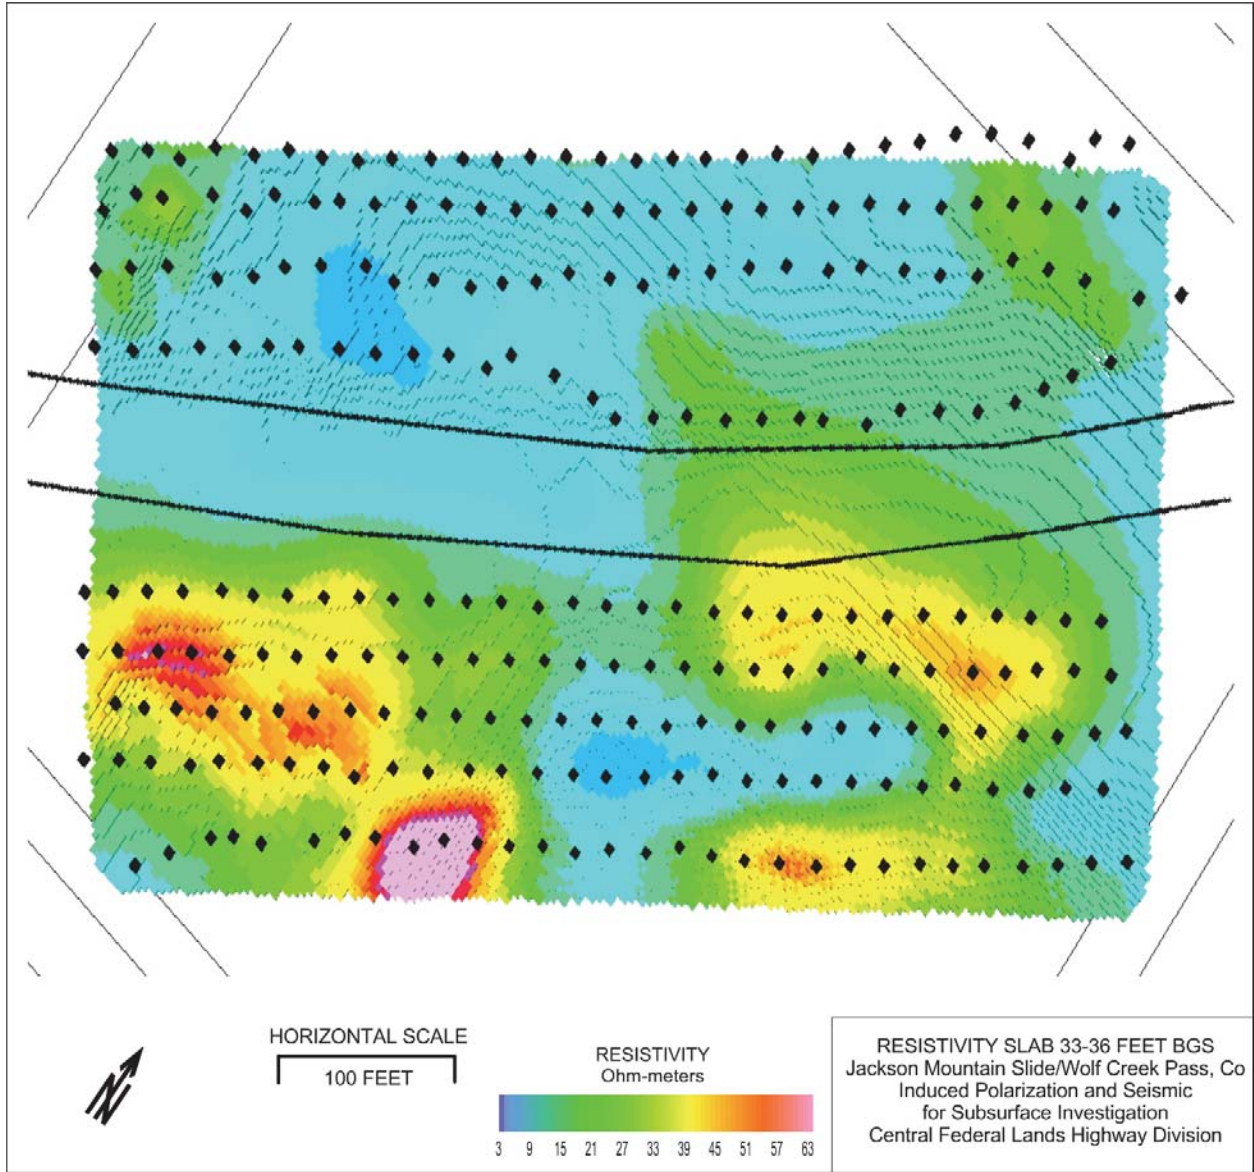 N
HORIZONTAL SCALE
100 FEET
RESISTIVITY
Ohm-meters
3 9 15 21 27 33 39 45 51 57 63
RESISTIVITY SLAB 33-36 FEET BGS
Jackson Mountain Slide/Wolf Creek Pass, Co
Induced Polarization and Seismic
for Subsurface Investigation
Central Federal Lands Highway Division